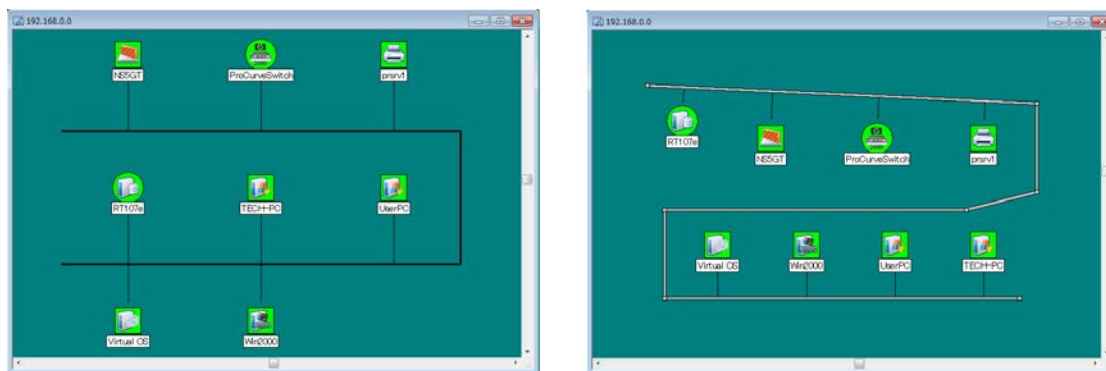 192.168.0.0
NS5GT
ProCurveSwitch
prsrv1
RT107e
TECH-PC
UserPC
Virtual OS
Win2000
192.168.0.0
RT107e
NS5GT
ProCurveSwitch
prsrv1
Virtual OS
Win2000
UserPC
TECH-PC